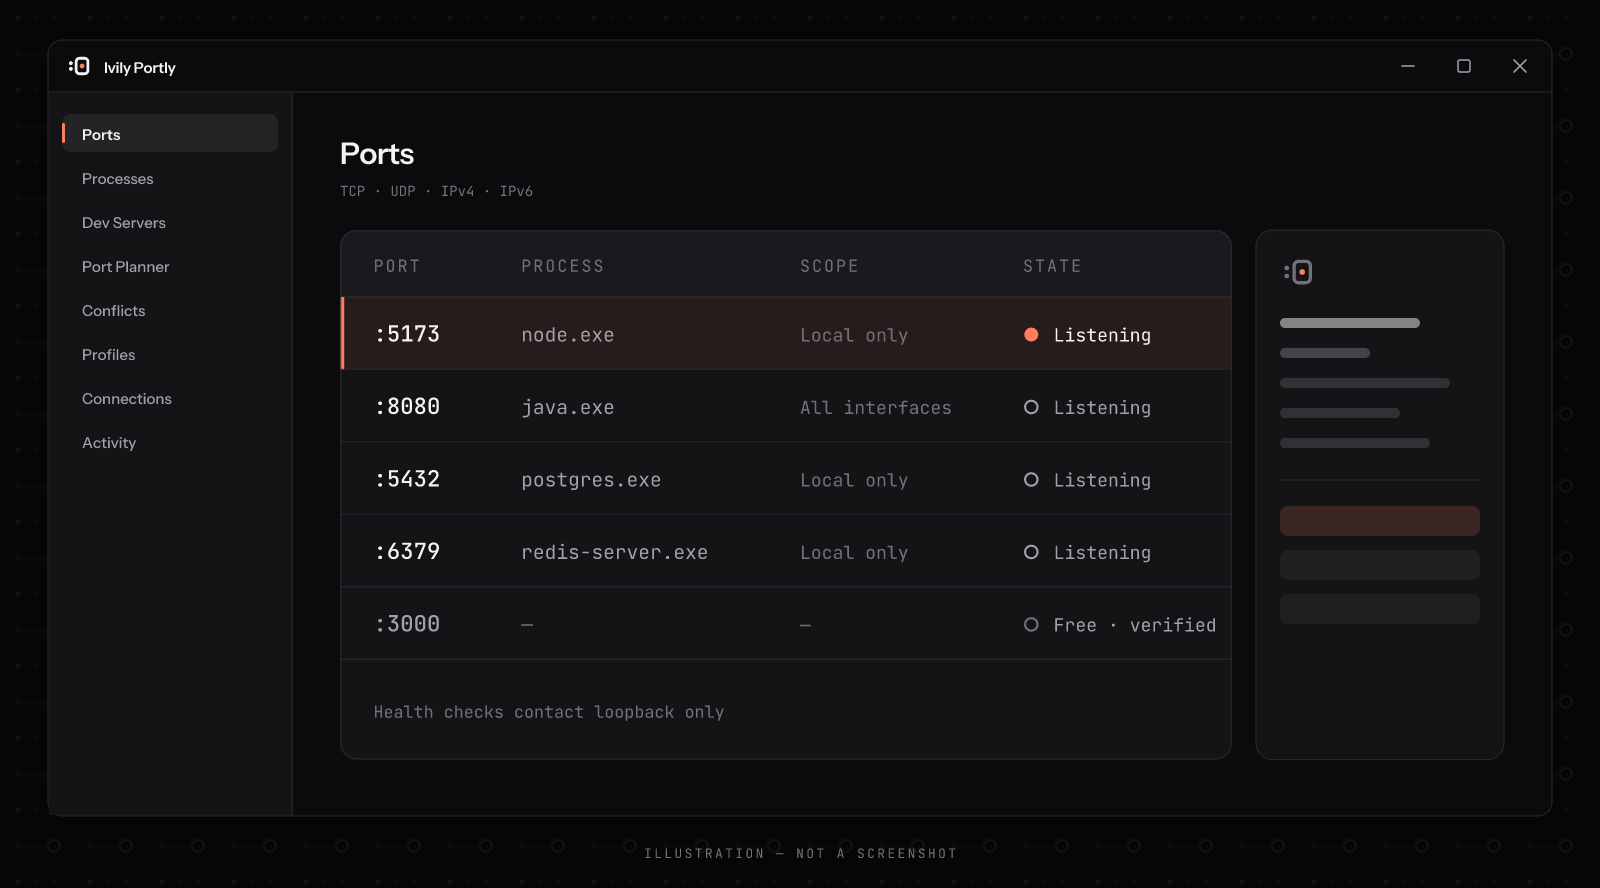 Ivily Portly
Ports
Processes
Dev Servers
Port Planner
Conflicts
Profiles
Connections
Activity
Ports
TCP · UDP · IPv4 · IPv6
PORT PROCESS SCOPE STATE
:5173 node.exe Local only Listening
:8080 java.exe All interfaces Listening
:5432 postgres.exe Local only Listening
:6379 redis-server.exe Local only Listening
:3000 — — Free · verified
Health checks contact loopback only
ILLUSTRATION — NOT A SCREENSHOT